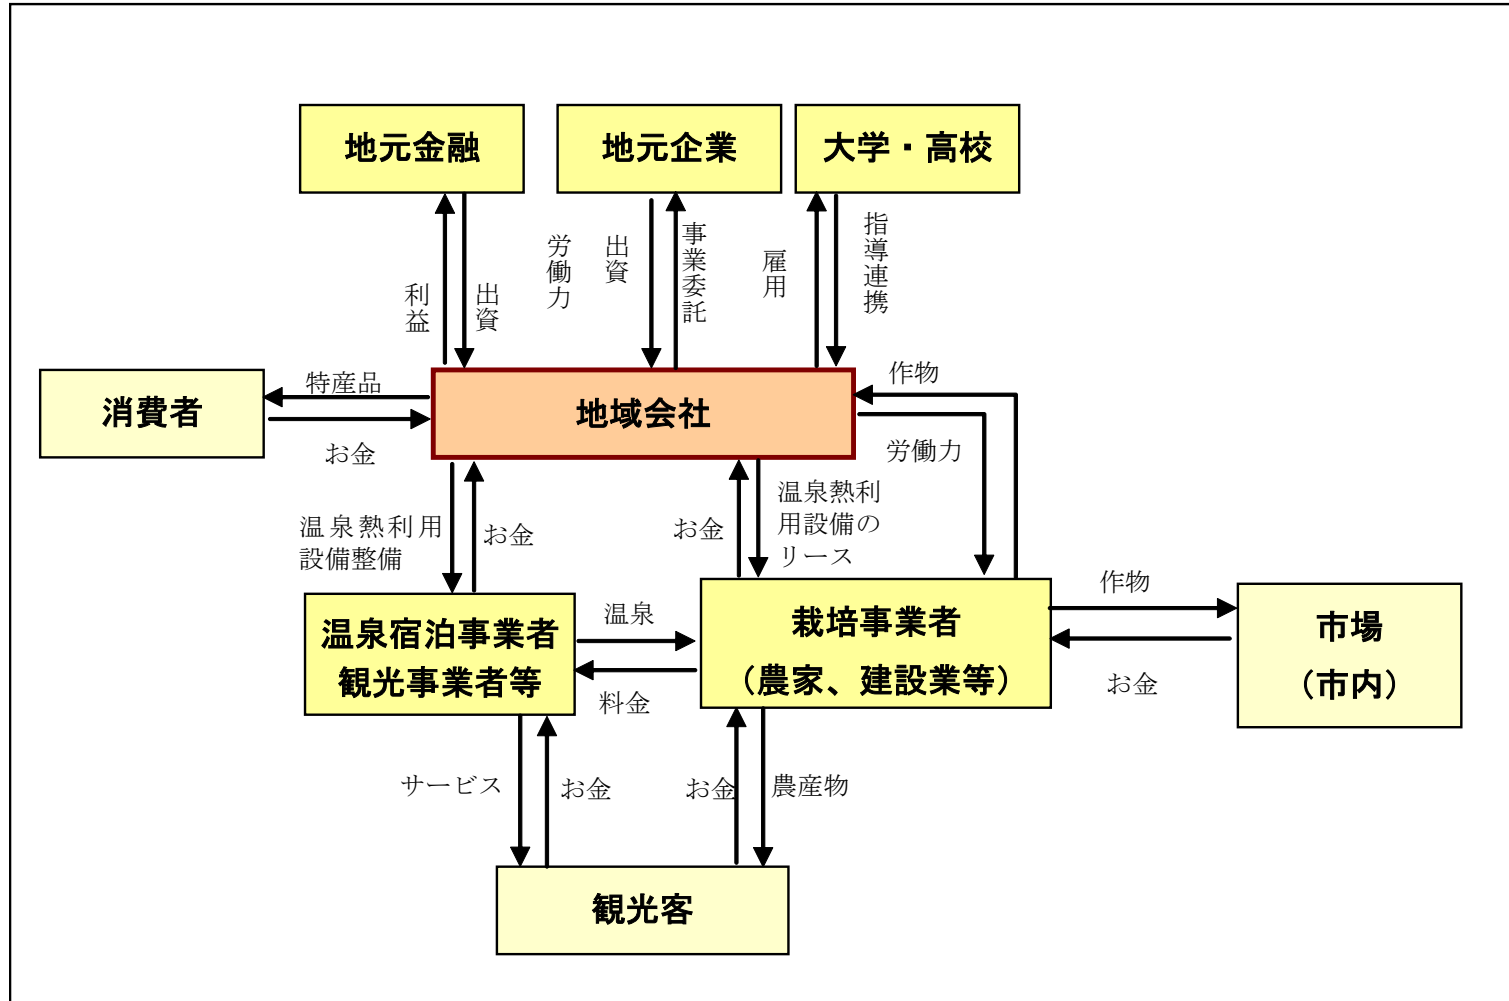 地元金融
地元企業
大学・高校
利益
出資
労働力
出資
事業委託
雇用
指導連携
消費者
特産品
お金
地域会社
作物
労働力
温泉熱利用
設備整備
お金
お金
温泉熱利
用設備の
リース
温泉宿泊事業者
観光事業者等
温泉
料金
栽培事業者
（農家、建設業等）
作物
お金
市場
（市内）
サービス
お金
お金
農産物
観光客